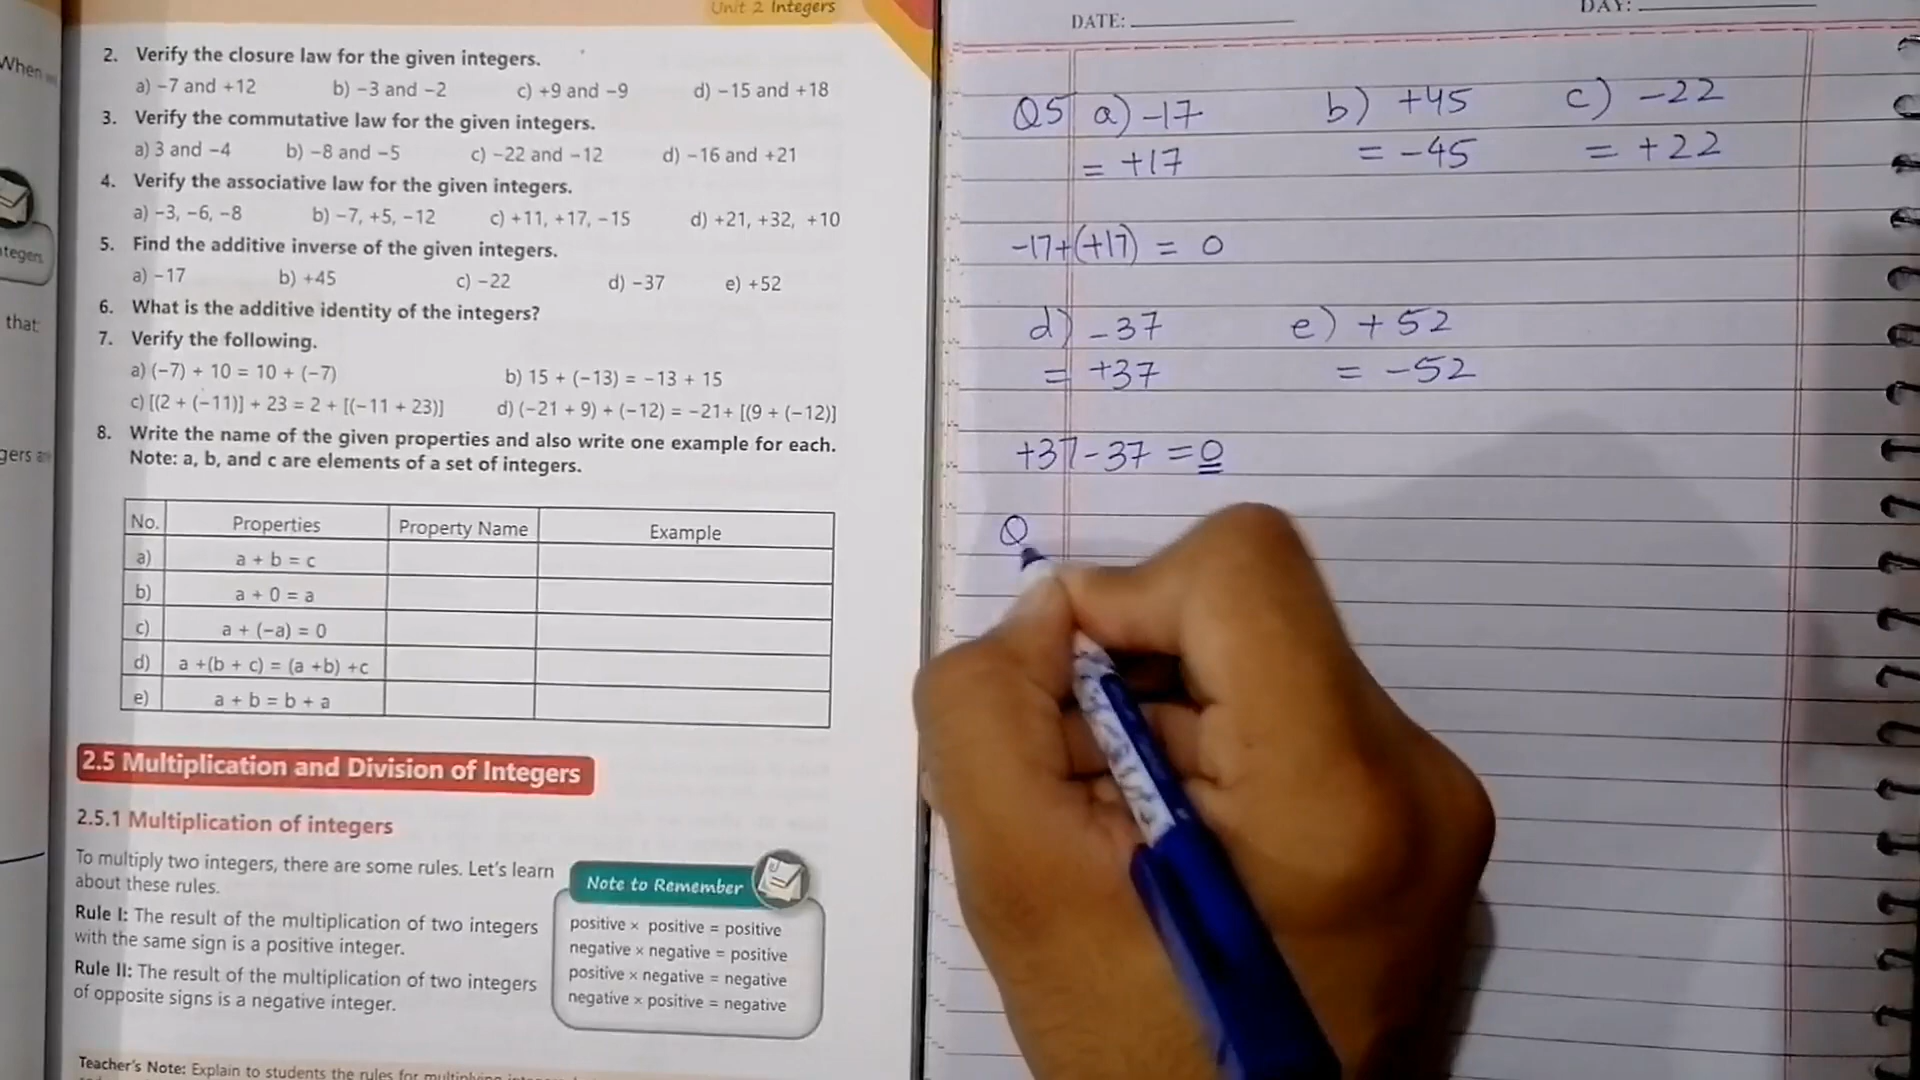 Unit 2 Integers
2. Verify the closure law for the given integers.
a) −7 and +12 b) −3 and −2 c) +9 and −9 d) −15 and +18
3. Verify the commutative law for the given integers.
a) 3 and −4 b) −8 and −5 c) −22 and −12 d) −16 and +21
4. Verify the associative law for the given integers.
a) −3, −6, −8 b) −7, +5, −12 c) +11, +17, −15 d) +21, +32, +10
5. Find the additive inverse of the given integers.
a) −17 b) +45 c) −22 d) −37 e) +52
6. What is the additive identity of the integers?
7. Verify the following.
a) (−7) + 10 = 10 + (−7) b) 15 + (−13) = −13 + 15
c) [(2 + (−11)] + 23 = 2 + [(−11 + 23)] d) (−21 + 9) + (−12) = −21+ [(9 + (−12)]
8. Write the name of the given properties and also write one example for each.
Note: a, b, and c are elements of a set of integers.
No. Properties Property Name Example
a) a + b = c
b) a + 0 = a
c) a + (−a) = 0
d) a +(b + c) = (a +b) +c
e) a + b = b + a
2.5 Multiplication and Division of Integers
2.5.1 Multiplication of integers
To multiply two integers, there are some rules. Let's learn
about these rules.
Rule I: The result of the multiplication of two integers
with the same sign is a positive integer.
Rule II: The result of the multiplication of two integers
of opposite signs is a negative integer.
Note to Remember
positive × positive = positive
negative × negative = positive
positive × negative = negative
negative × positive = negative
Teacher's Note: Explain to students the rules for
When
that:
DATE:
DAY:
Q5 a) -17 b) +45 c) -22
= +17 = -45 = +22
-17+(+17) = 0
d) -37 e) +52
= +37 = -52
+37-37 = 0
Q